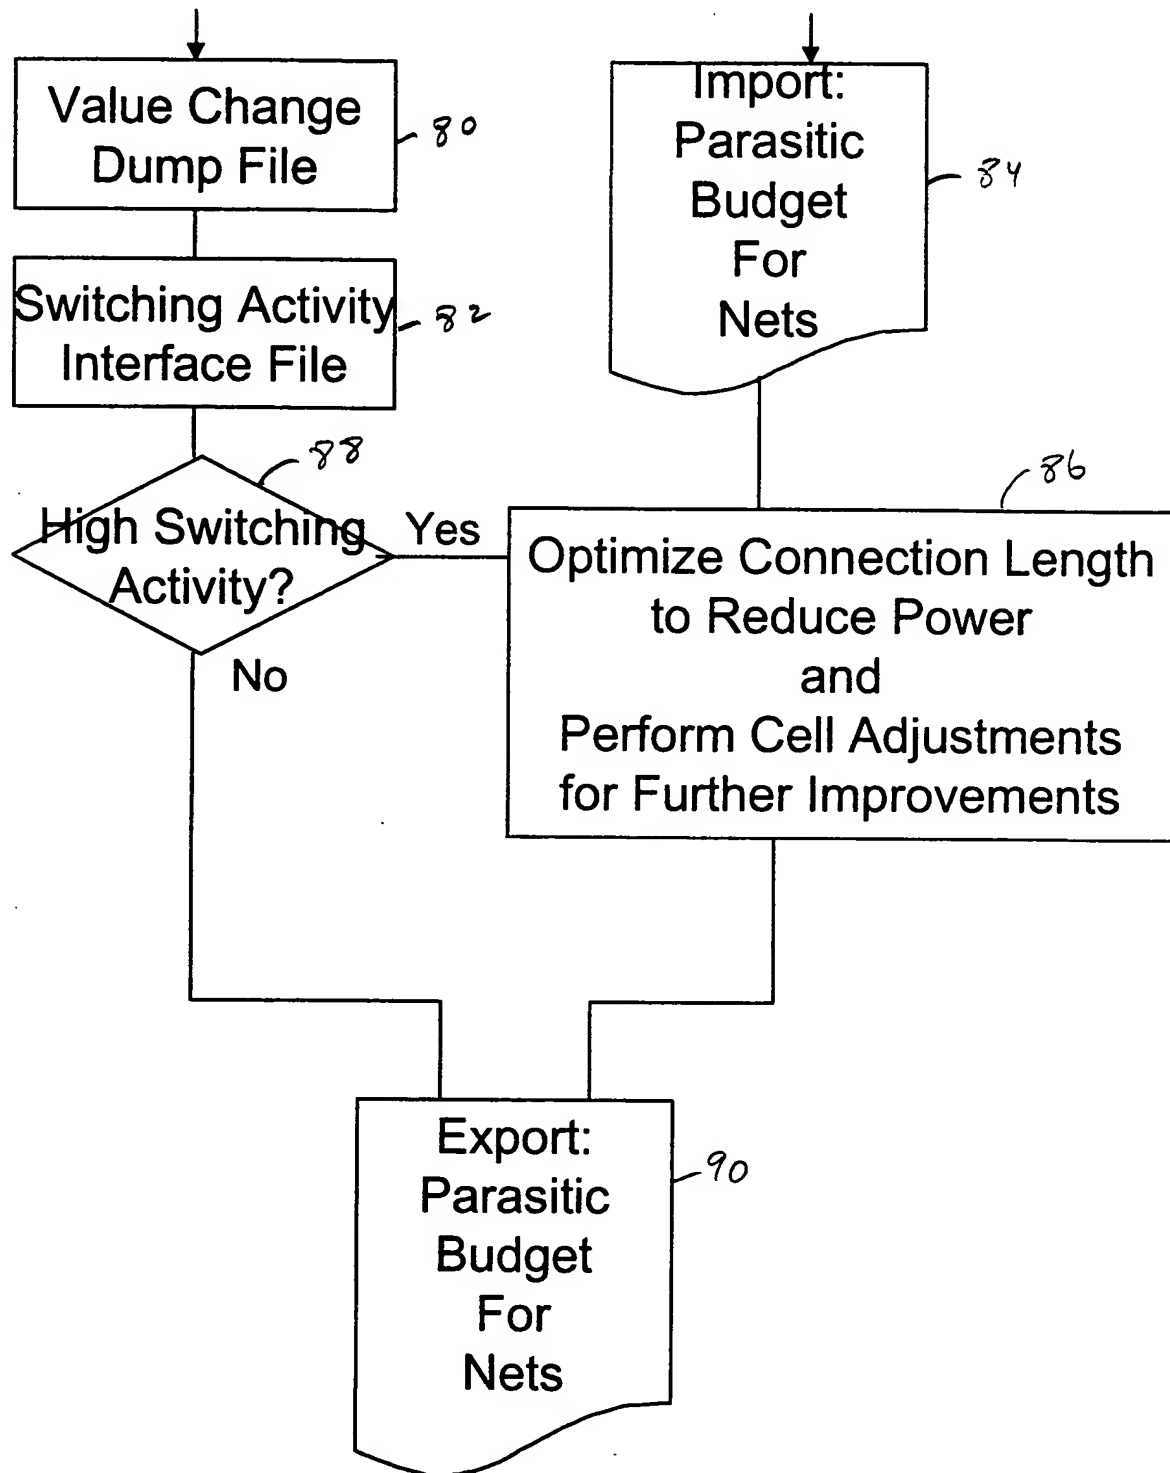 Value Change
Dump File
80
Switching Activity
Interface File
82
Import:
Parasitic
Budget
For
Nets
84
88
High Switching
Activity?
Yes
No
86
Optimize Connection Length
to Reduce Power
and
Perform Cell Adjustments
for Further Improvements
Export:
Parasitic
Budget
For
Nets
90